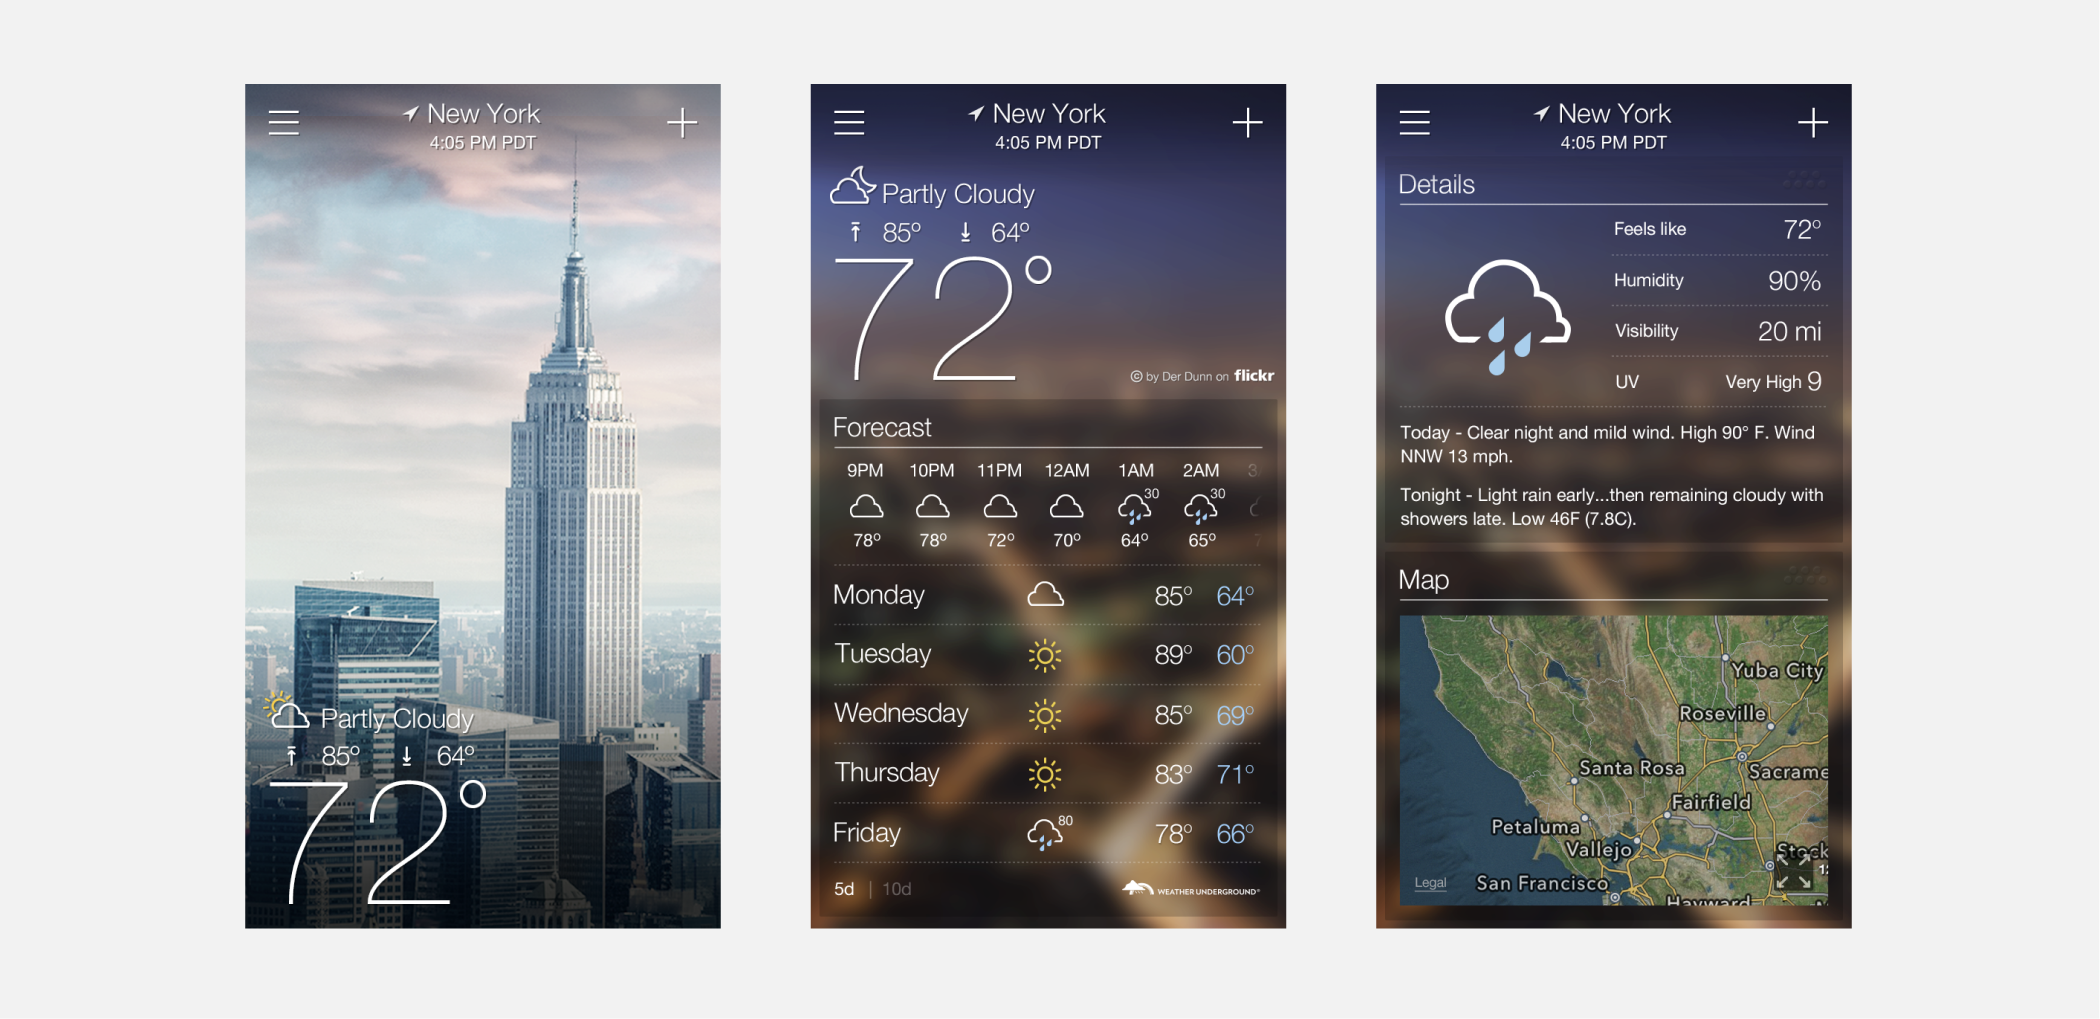 New York
4:05 PM PDT
Partly Cloudy
85° 64°
72°
New York
4:05 PM PDT
Partly Cloudy
85° 64°
72°
© by Der Dunn on flickr
Forecast
9PM 10PM 11PM 12AM 1AM 2AM 3
30 30
78° 78° 72° 70° 64° 65° 7
Monday 85° 64°
Tuesday 89° 60°
Wednesday 85° 69°
Thursday 83° 71°
Friday 80 78° 66°
5d | 10d WEATHER UNDERGROUND®
New York
4:05 PM PDT
Details
Feels like 72°
Humidity 90%
Visibility 20 mi
UV Very High 9
Today - Clear night and mild wind. High 90° F. Wind
NNW 13 mph.
Tonight - Light rain early...then remaining cloudy with
showers late. Low 46F (7.8C).
Map
Yuba City
Roseville
Santa Rosa Sacrame
Fairfield
Petaluma
Vallejo Stock
Legal San Francisco 12
Hayward